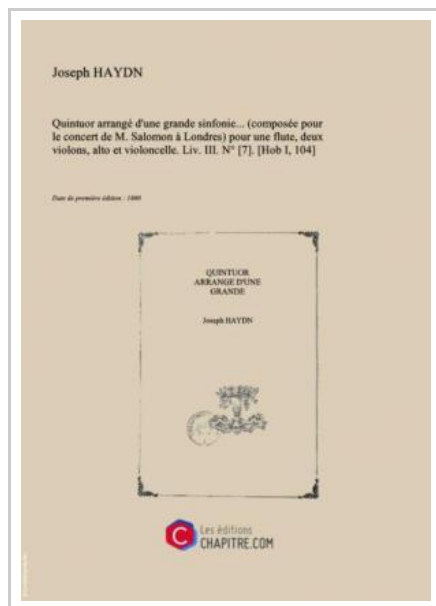 Joseph HAYDN
Quintuor arrangé d'une grande sinfonie... (composée pour
le concert de M. Salomon à Londres) pour une flute, deux
violons, alto et violoncelle. Liv. III. N° [7]. [Hob I, 104]
Date de première édition : 1800
QUINTUOR
ARRANGE D'UNE
GRANDE
Joseph HAYDN
Les éditions
CHAPITRE.COM